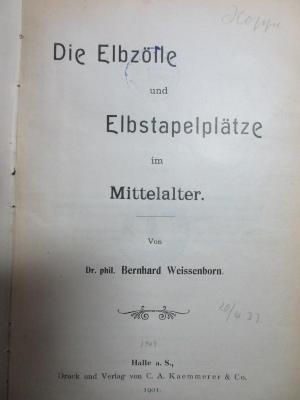 Hoppe
Die Elbzölle
und
Elbstapelplätze
im
Mittelalter.
Von
Dr. phil. Bernhard Weissenborn.
Halle a. S.,
Druck und Verlag von C. A. Kaemmerer & Co.
1901.